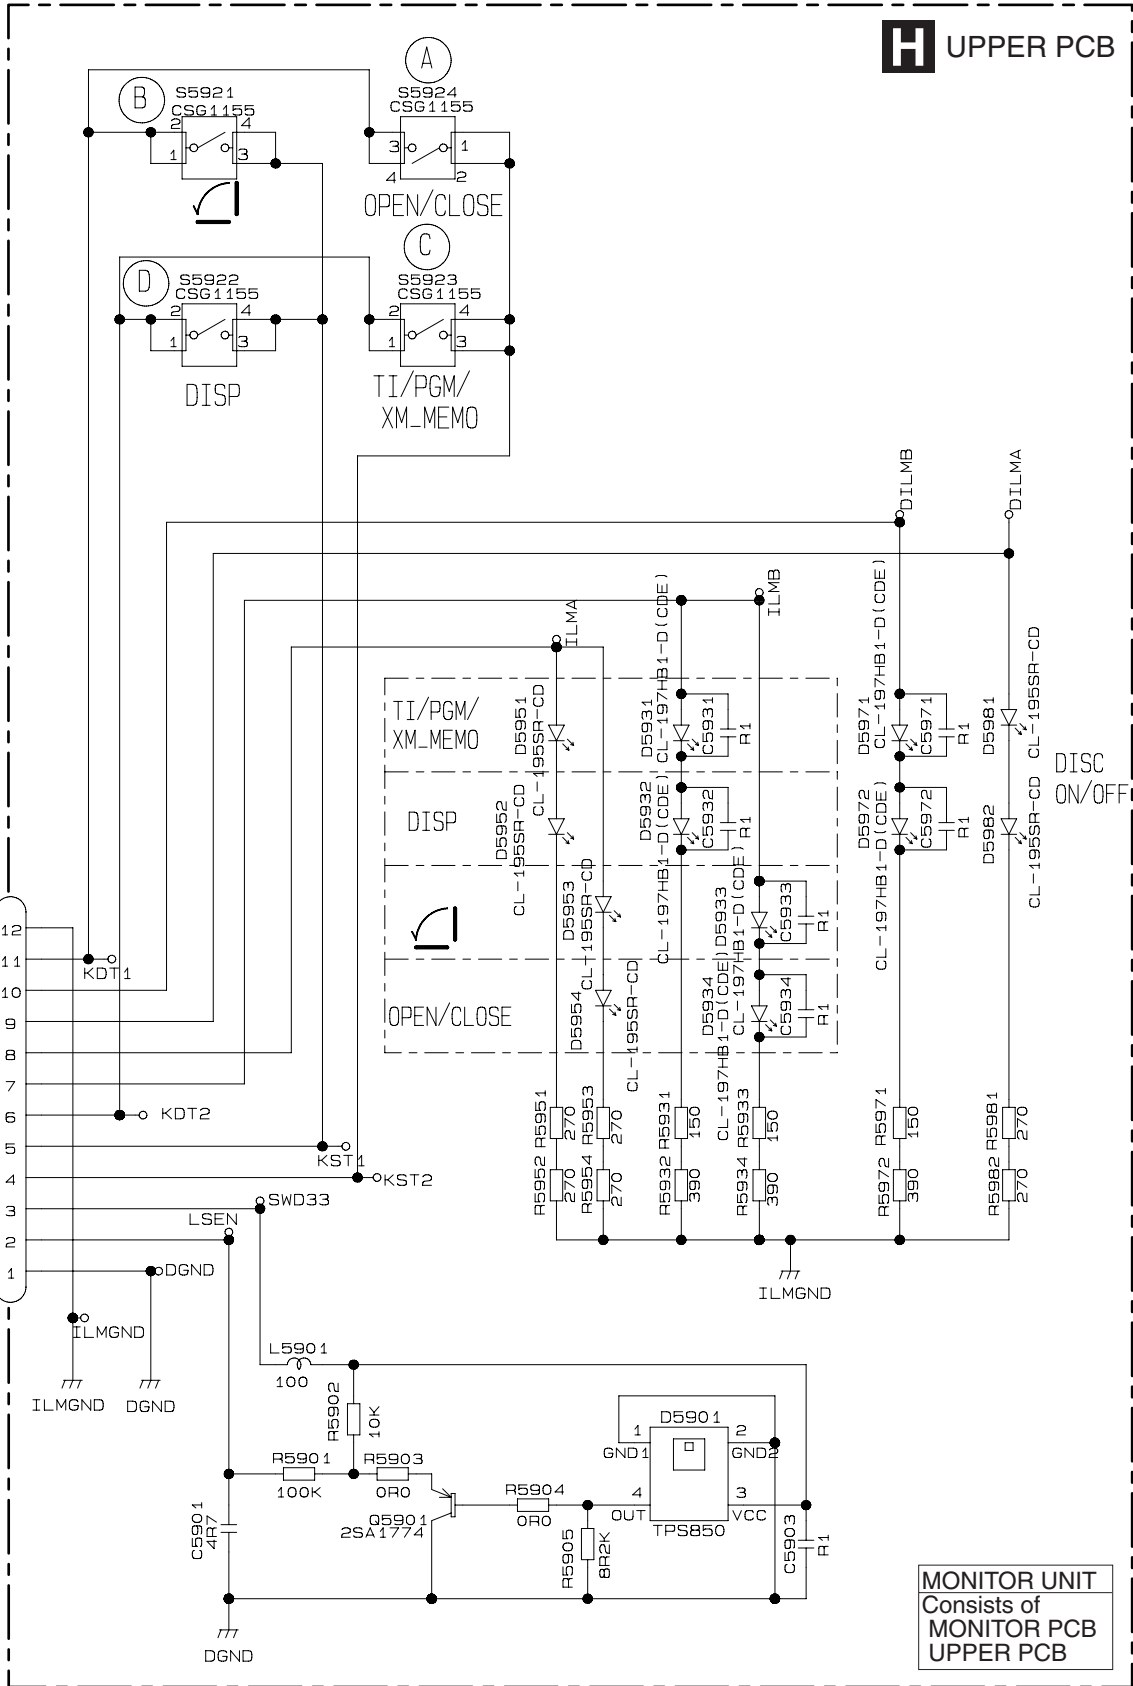 H UPPER PCB
A
B
S5921
CSG1155
2
4
1
3
S5924
CSG1155
3
1
4
2
OPEN/CLOSE
C
D
S5922
CSG1155
2
4
1
3
DISP
S5923
CSG1155
2
4
1
3
TI/PGM/
XM_MEMO
DILMB
DILMA
ILMA
ILMB
TI/PGM/
XM_MEMO
D5951
CL-195SR-CD
D5931
CL-197HB1-D(CDE)
C5931
R1
D5971
CL-197HB1-D(CDE)
C5971
R1
D5981
CL-195SR-CD
DISC
ON/OFF
DISP
D5952
CL-195SR-CD
D5932
CL-197HB1-D(CDE)
C5932
R1
D5972
CL-197HB1-D(CDE)
C5972
R1
D5982
CL-195SR-CD
D5953
CL-195SR-CD
D5933
CL-197HB1-D(CDE)
C5933
R1
OPEN/CLOSE
D5954
CL-195SR-CD
D5934
CL-197HB1-D(CDE)
C5934
R1
12
11
KDT1
10
9
8
7
6
KDT2
5
KST1
4
KST2
3
SWD33
2
LSEN
1
DGND
R5951
270
R5953
270
R5931
150
R5933
150
R5971
150
R5981
270
R5952
270
R5954
270
R5932
390
R5934
390
R5972
390
R5982
270
ILMGND
ILMGND
ILMGND
DGND
L5901
100
R5902
10K
R5901
100K
R5903
0R0
Q5901
2SA1774
R5904
0R0
D5901
1
2
GND1
GND2
4
3
OUT
VCC
TPS850
C5901
4R7
R5905
8R2K
C5903
R1
DGND
MONITOR UNIT
Consists of
MONITOR PCB
UPPER PCB